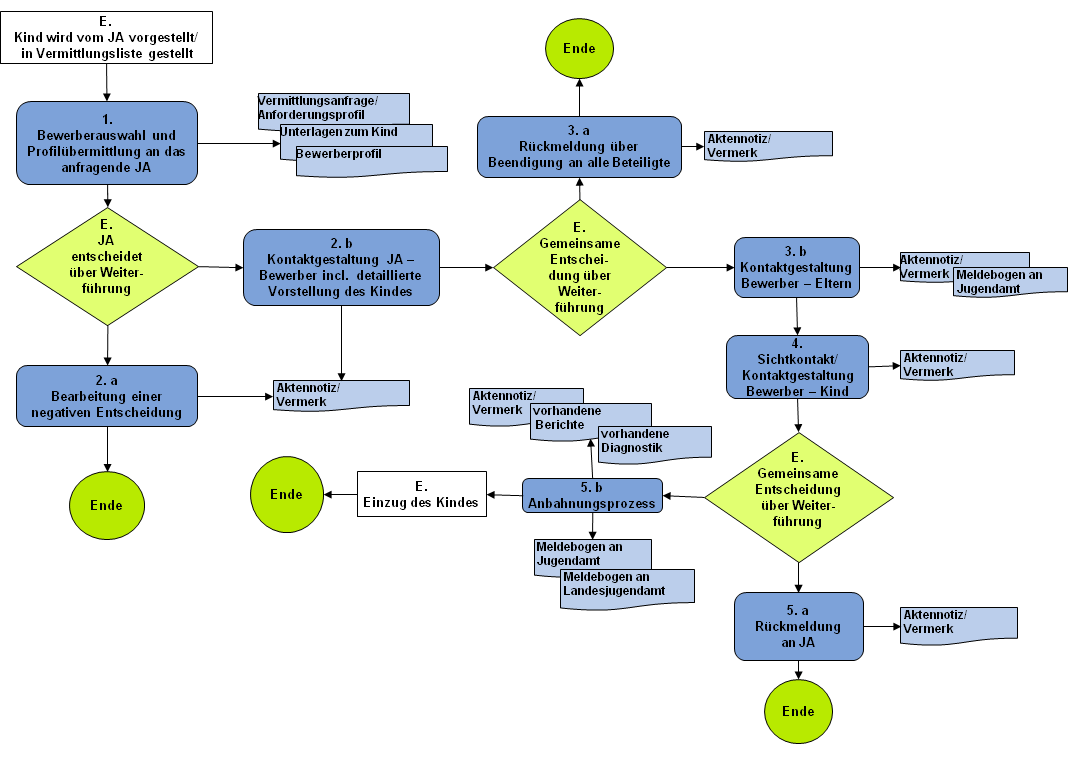 E.
Kind wird vom JA vorgestellt/
in Vermittlungsliste gestellt
1.
Bewerberauswahl und
Profilübermittlung an das
anfragende JA
Vermittlungsanfrage/
Anforderungsprofil
Unterlagen zum Kind
Bewerberprofil
E.
JA
entscheidet
über Weiter-
führung
2. a
Bearbeitung einer
negativen Entscheidung
Ende
2. b
Kontaktgestaltung JA –
Bewerber incl. detaillierte
Vorstellung des Kindes
Aktennotiz/
Vermerk
E.
Gemeinsame
Entschei-
dung über
Weiter-
führung
3. a
Rückmeldung über
Beendigung an alle Beteiligte
Aktennotiz/
Vermerk
Ende
3. b
Kontaktgestaltung
Bewerber – Eltern
Aktennotiz/
Vermerk
Meldebogen an
Jugendamt
4.
Sichtkontakt/
Kontaktgestaltung
Bewerber – Kind
Aktennotiz/
Vermerk
E.
Gemeinsame
Entscheidung
über Weiter-
führung
5. a
Rückmeldung
an JA
Aktennotiz/
Vermerk
Ende
5. b
Anbahnungsprozess
Aktennotiz/
Vermerk
vorhandene
Berichte
vorhandene
Diagnostik
Meldebogen an
Jugendamt
Meldebogen an
Landesjugendamt
E.
Einzug des Kindes
Ende